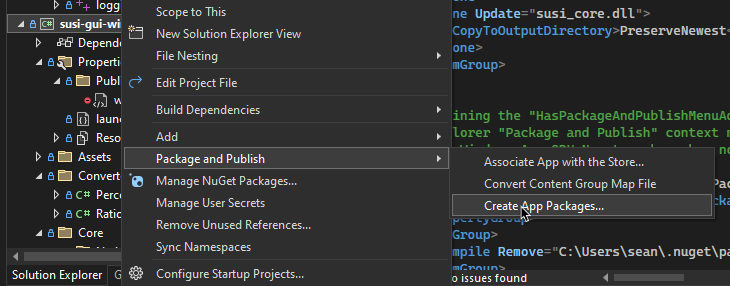 logg
susi-gui-wi
Depende
Properti
Publ
w
laun
Reso
Assets
Convert
Perce
Ratio
Core
Solution Explorer
G
Scope to This
New Solution Explorer View
File Nesting
Edit Project File
Build Dependencies
Add
Package and Publish
Manage NuGet Packages...
Manage User Secrets
Remove Unused References...
Sync Namespaces
Configure Startup Projects...
Associate App with the Store...
Convert Content Group Map File
Create App Packages...
ne Update="susi_core.dll">
CopyToOutputDirectory>PreserveNewest<
one>
mGroup>
ining the "HasPackageAndPublishMenuAd
lorer "Package and Publish" context m
pertyGroup>
Group>
mpile Remove="C:\Users\sean\.nuget\pa
mGroup>
o issues found